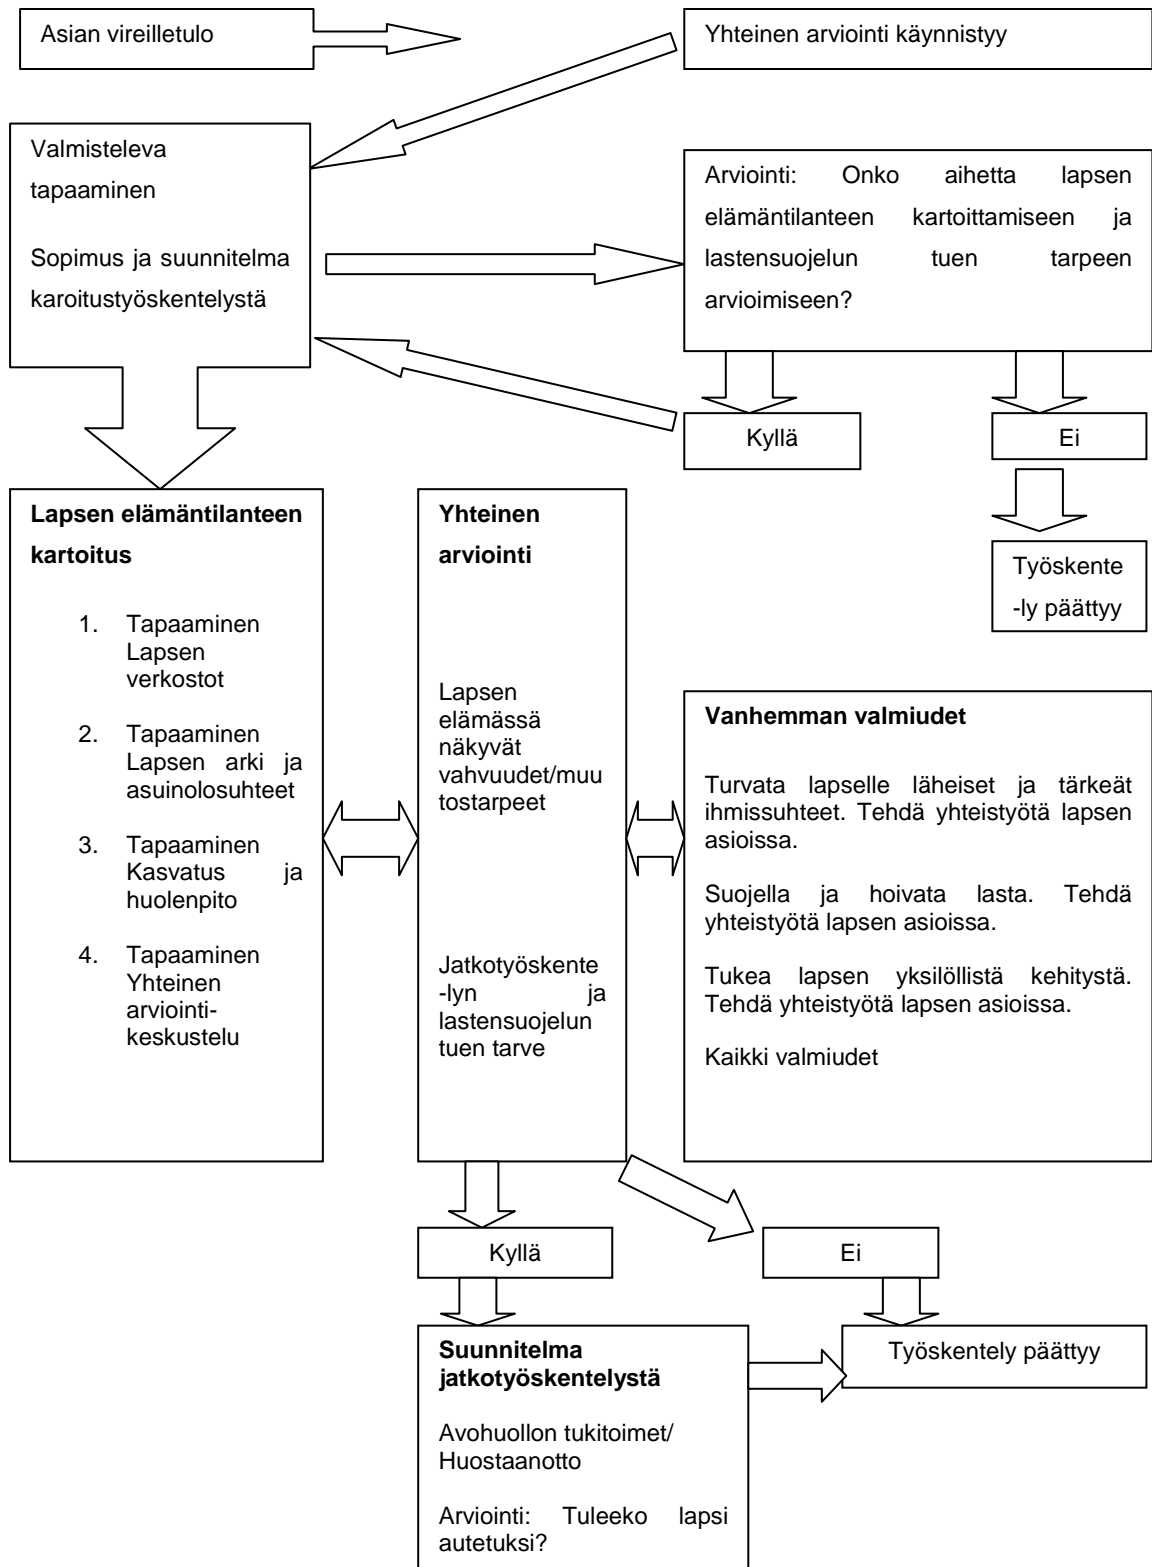 Asian vireilletulo
Yhteinen arviointi käynnistyy
Valmisteleva
tapaaminen
Sopimus ja suunnitelma
karoitustyöskentelystä
Arviointi: Onko aihetta lapsen
elämäntilanteen kartoittamiseen ja
lastensuojelun tuen tarpeen
arvioimiseen?
Kyllä
Ei
Työskente
-ly päättyy
Lapsen elämäntilanteen
kartoitus
1. Tapaaminen
Lapsen
verkostot
2. Tapaaminen
Lapsen arki ja
asuinolosuhteet
3. Tapaaminen
Kasvatus ja
huolenpito
4. Tapaaminen
Yhteinen
arviointi-
keskustelu
Yhteinen
arviointi
Lapsen
elämässä
näkyvät
vahvuudet/muu
tostarpeet
Jatkotyöskente
-lyn ja
lastensuojelun
tuen tarve
Vanhemman valmiudet
Turvata lapselle läheiset ja tärkeät
ihmissuhteet. Tehdä yhteistyötä lapsen
asioissa.
Suojella ja hoivata lasta. Tehdä
yhteistyötä lapsen asioissa.
Tukea lapsen yksilöllistä kehitystä.
Tehdä yhteistyötä lapsen asioissa.
Kaikki valmiudet
Kyllä
Ei
Suunnitelma
jatkotyöskentelystä
Avohuollon tukitoimet/
Huostaanotto
Arviointi: Tuleeko lapsi
autetuksi?
Työskentely päättyy